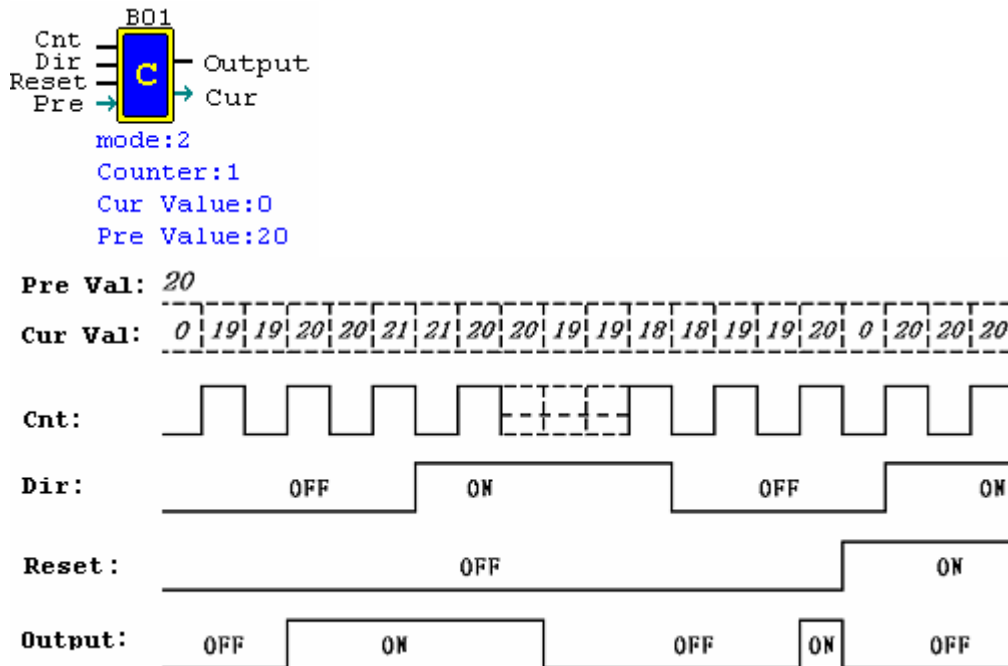 B01
Cnt
Dir
Reset
Pre
C
Output
Cur
mode:2
Counter:1
Cur Value:0
Pre Value:20
Pre Val: 20
Cur Val: 0 19 19 20 20 21 21 20 20 19 19 18 18 19 19 20 0 20 20 20
Cnt:
Dir: OFF ON OFF ON
Reset: OFF ON
Output: OFF ON OFF ON OFF